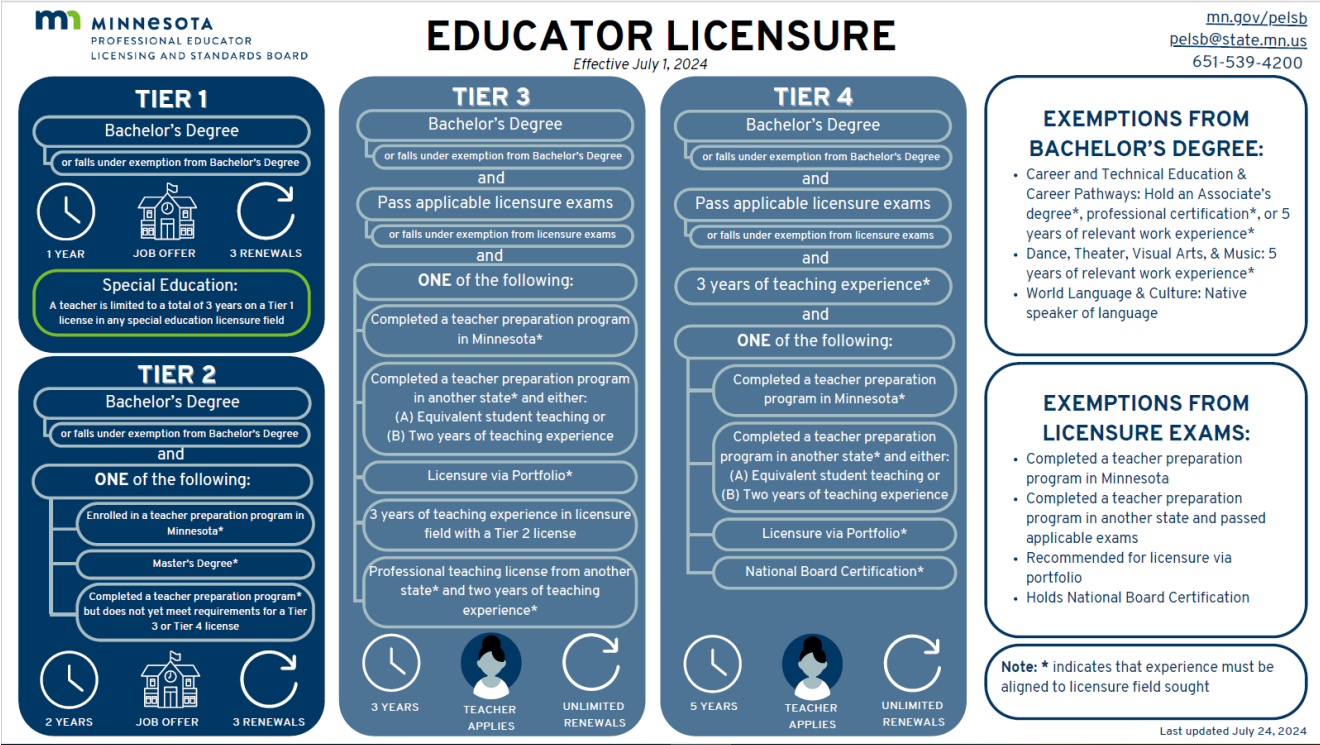 mn MINNESOTA
PROFESSIONAL EDUCATOR
LICENSING AND STANDARDS BOARD
EDUCATOR LICENSURE
Effective July 1, 2024
mn.gov/pelsb
pelsb@state.mn.us
651-539-4200
TIER 1
Bachelor's Degree
or falls under exemption from Bachelor's Degree
1 YEAR
JOB OFFER
3 RENEWALS
Special Education:
A teacher is limited to a total of 3 years on a Tier 1
license in any special education licensure field
TIER 2
Bachelor's Degree
or falls under exemption from Bachelor's Degree
and
ONE of the following:
Enrolled in a teacher preparation program in
Minnesota*
Master's Degree*
Completed a teacher preparation program*
but does not yet meet requirements for a Tier
3 or Tier 4 license
2 YEARS
JOB OFFER
3 RENEWALS
TIER 3
Bachelor's Degree
or falls under exemption from Bachelor's Degree
and
Pass applicable licensure exams
or falls under exemption from licensure exams
and
ONE of the following:
Completed a teacher preparation program
in Minnesota*
Completed a teacher preparation program
in another state* and either:
(A) Equivalent student teaching or
(B) Two years of teaching experience
Licensure via Portfolio*
3 years of teaching experience in licensure
field with a Tier 2 license
Professional teaching license from another
state* and two years of teaching
experience*
3 YEARS
TEACHER
APPLIES
UNLIMITED
RENEWALS
TIER 4
Bachelor's Degree
or falls under exemption from Bachelor's Degree
and
Pass applicable licensure exams
or falls under exemption from licensure exams
and
3 years of teaching experience*
and
ONE of the following:
Completed a teacher preparation
program in Minnesota*
Completed a teacher preparation
program in another state* and either:
(A) Equivalent student teaching or
(B) Two years of teaching experience
Licensure via Portfolio*
National Board Certification*
5 YEARS
TEACHER
APPLIES
UNLIMITED
RENEWALS
EXEMPTIONS FROM
BACHELOR'S DEGREE:
• Career and Technical Education &
Career Pathways: Hold an Associate's
degree*, professional certification*, or 5
years of relevant work experience*
• Dance, Theater, Visual Arts, & Music: 5
years of relevant work experience*
• World Language & Culture: Native
speaker of language
EXEMPTIONS FROM
LICENSURE EXAMS:
• Completed a teacher preparation
program in Minnesota
• Completed a teacher preparation
program in another state and passed
applicable exams
• Recommended for licensure via
portfolio
• Holds National Board Certification
Note: * indicates that experience must be
aligned to licensure field sought
Last updated July 24, 2024